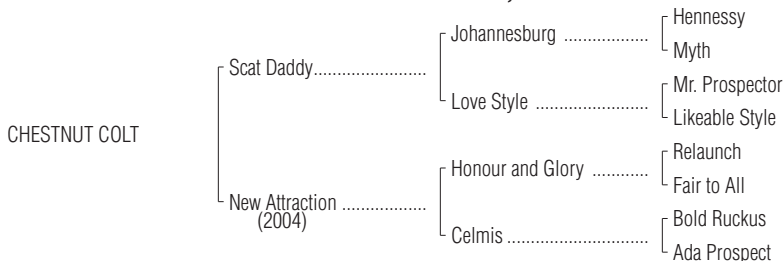 Hennessy
Johannesburg ..................
Myth
Scat Daddy........................
Mr. Prospector
Love Style ........................
Likeable Style
CHESTNUT COLT
Relaunch
Honour and Glory ............
Fair to All
New Attraction ..................
(2004)
Bold Ruckus
Celmis ..............................
Ada Prospect